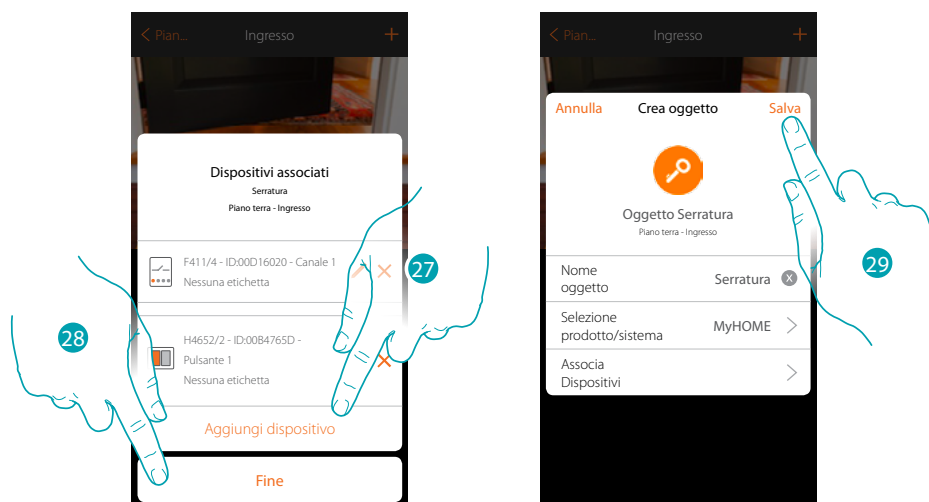 Pian...
Ingresso
+
Dispositivi associati
Serratura
Piano terra - Ingresso
F411/4 - ID:00D16020 - Canale 1
Nessuna etichetta
H4652/2 - ID:00B4765D -
Pulsante 1
Nessuna etichetta
Aggiungi dispositivo
Fine
27
28
Pian...
Ingresso
+
Annulla
Crea oggetto
Salva
Oggetto Serratura
Piano terra - Ingresso
Nome
oggetto
Serratura
X
Selezione
prodotto/sistema
MyHOME
Associa
Dispositivi
29